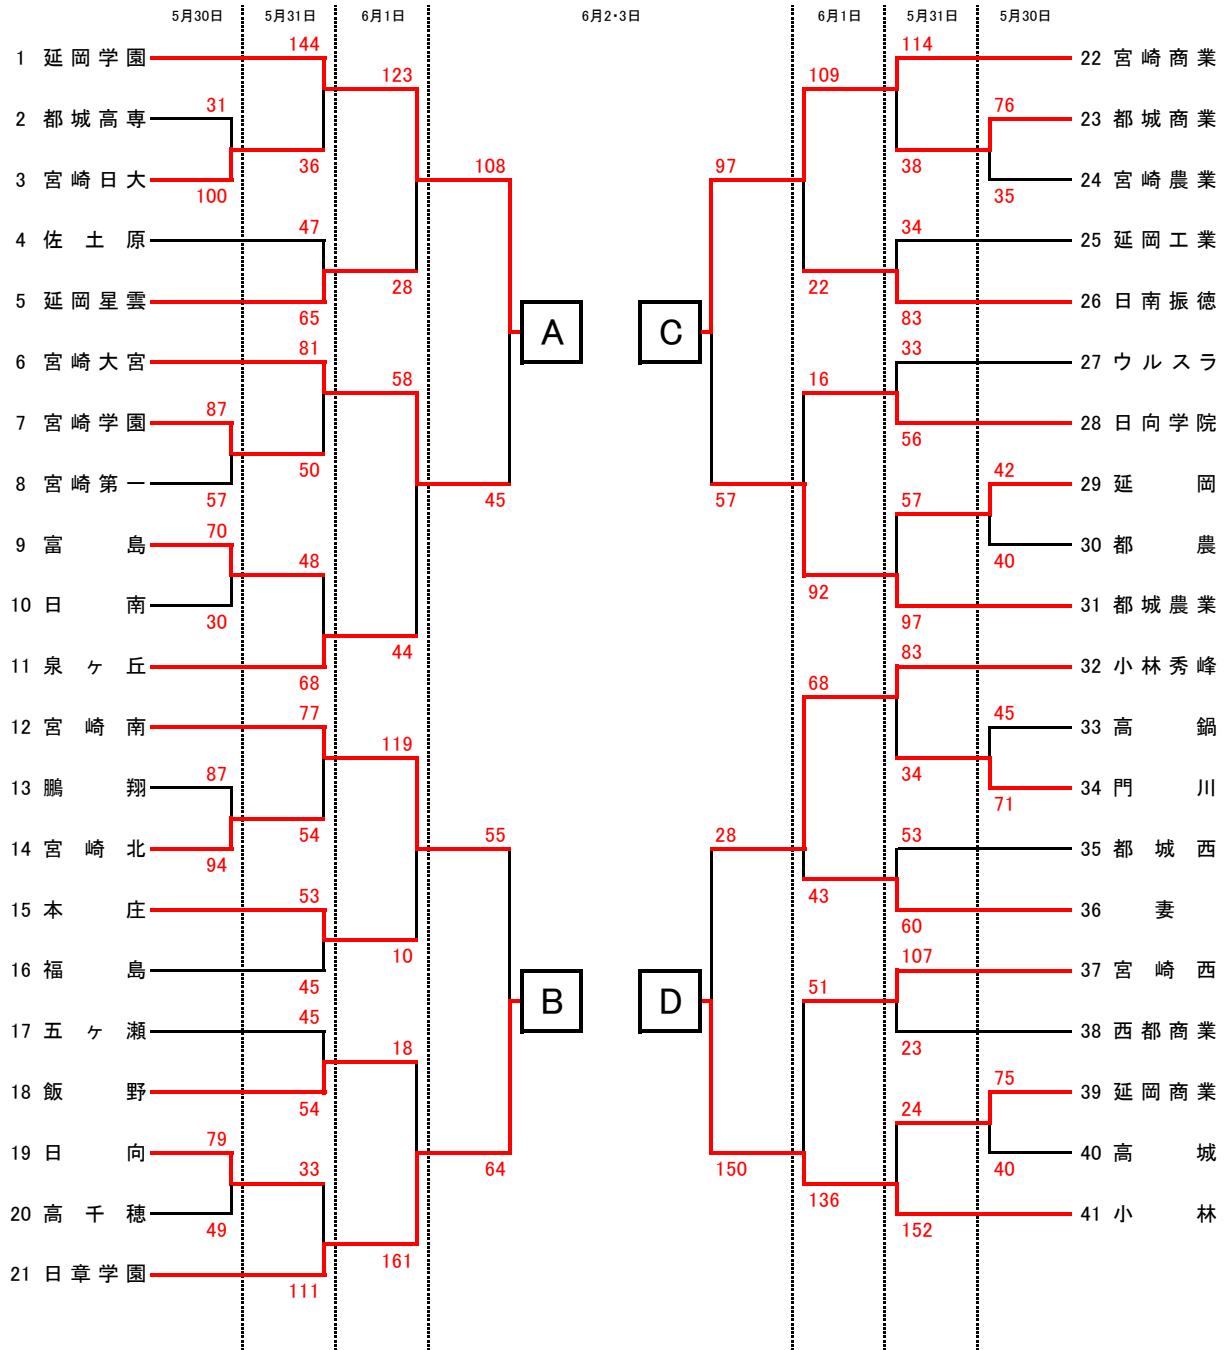 5月30日 5月31日 6月1日 6月2・3日 6月1日 5月31日 5月30日
144 114
1 延岡学園 22 宮崎商業
123 109
31 76
2 都城高専 23 都城商業
36 108 97 38
3 宮崎日大 24 宮崎農業
100 35
47 34
4 佐土原 25 延岡工業
28 22
5 延岡星雲 26 日南振徳
65 83
A C
81 33
6 宮崎大宮 27 ウルスラ
58 16
87
7 宮崎学園 28 日向学院
56
50 42
8 宮崎第一 29 延岡
57 45 57 57
70
9 富島 30 都農
48 40
92
10 日南 31 都城農業
30 97
44 83
11 泉ヶ丘 32 小林秀峰
68 68
77 45
12 宮崎南 33 高鍋
119
87 34
13 鵬翔 34 門川
71
54 55 28 53
14 宮崎北 35 都城西
94
53 43
15 本庄 36 妻
60
10 107
16 福島 37 宮崎西
45 51
B D
45
17 五ヶ瀬 38 西都商業
18 23
75
18 飯野 39 延岡商業
54 24
79
19 日向 40 高城
33 64 150 40
136
20 高千穂 41 小林
49 152
161
21 日章学園
111